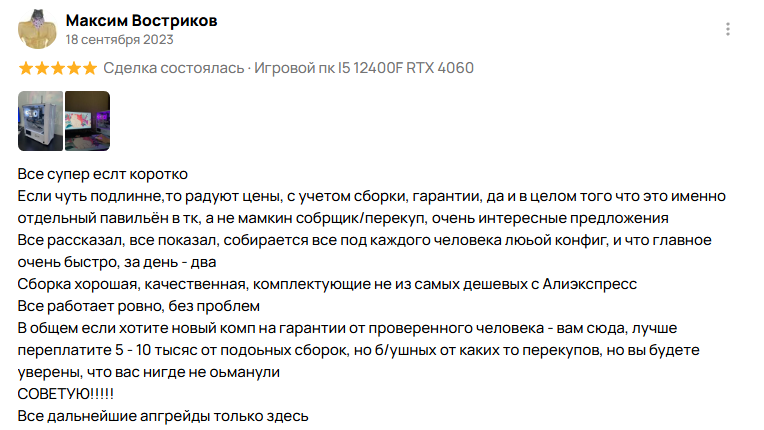 Максим Востриков
18 сентября 2023
Сделка состоялась · Игровой пк I5 12400F RTX 4060
Все супер еслт коротко
Если чуть подлинне,то радуют цены, с учетом сборки, гарантии, да и в целом того что это именно
отдельный павильён в тк, а не мамкин собрщик/перекуп, очень интересные предложения
Все рассказал, все показал, собирается все под каждого человека люьой конфиг, и что главное
очень быстро, за день - два
Сборка хорошая, качественная, комплектующие не из самых дешевых с Алиэкспресс
Все работает ровно, без проблем
В общем если хотите новый комп на гарантии от проверенного человека - вам сюда, лучше
переплатите 5 - 10 тысяс от подоьных сборок, но б/ушных от каких то перекупов, но вы будете
уверены, что вас нигде не оьманули
СОВЕТУЮ!!!!!
Все дальнейшие апгрейды только здесь